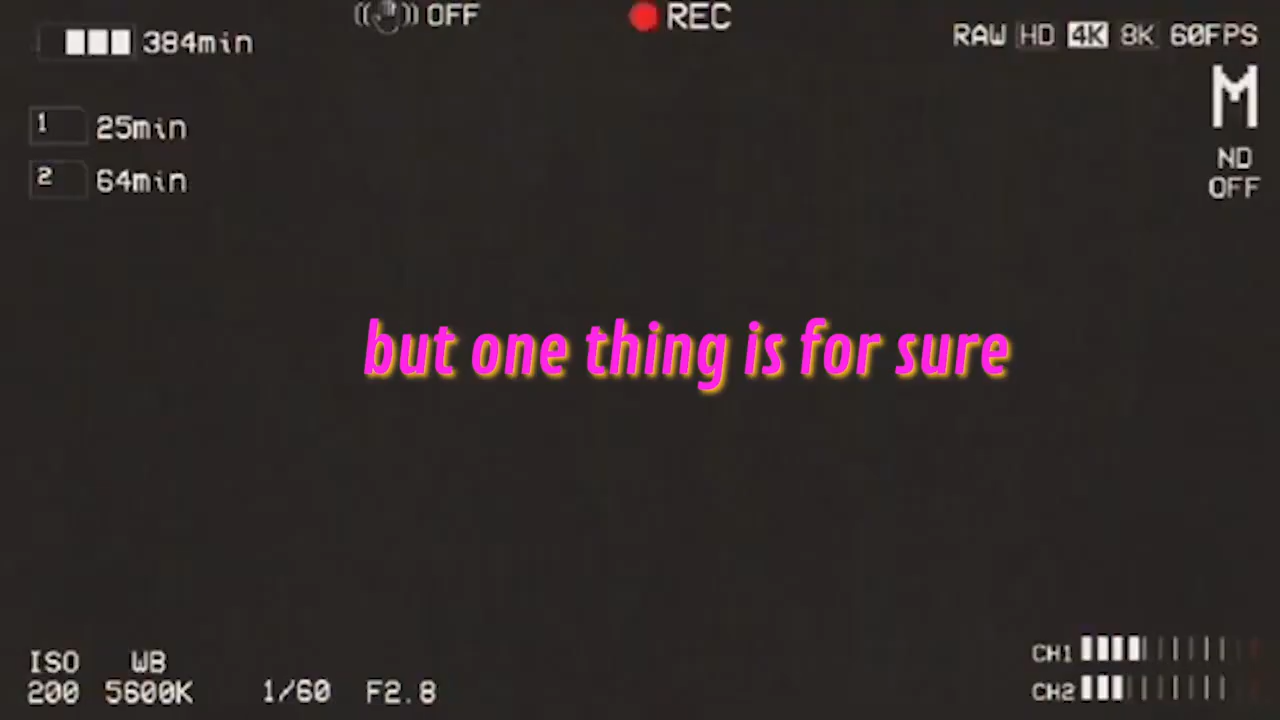 384min
OFF
REC
RAW HD 4K 8K 60FPS
M
1 25min
2 64min
ND
OFF
but one thing is for sure
ISO WB
200 5600K 1/60 F2.8
CH1
CH2